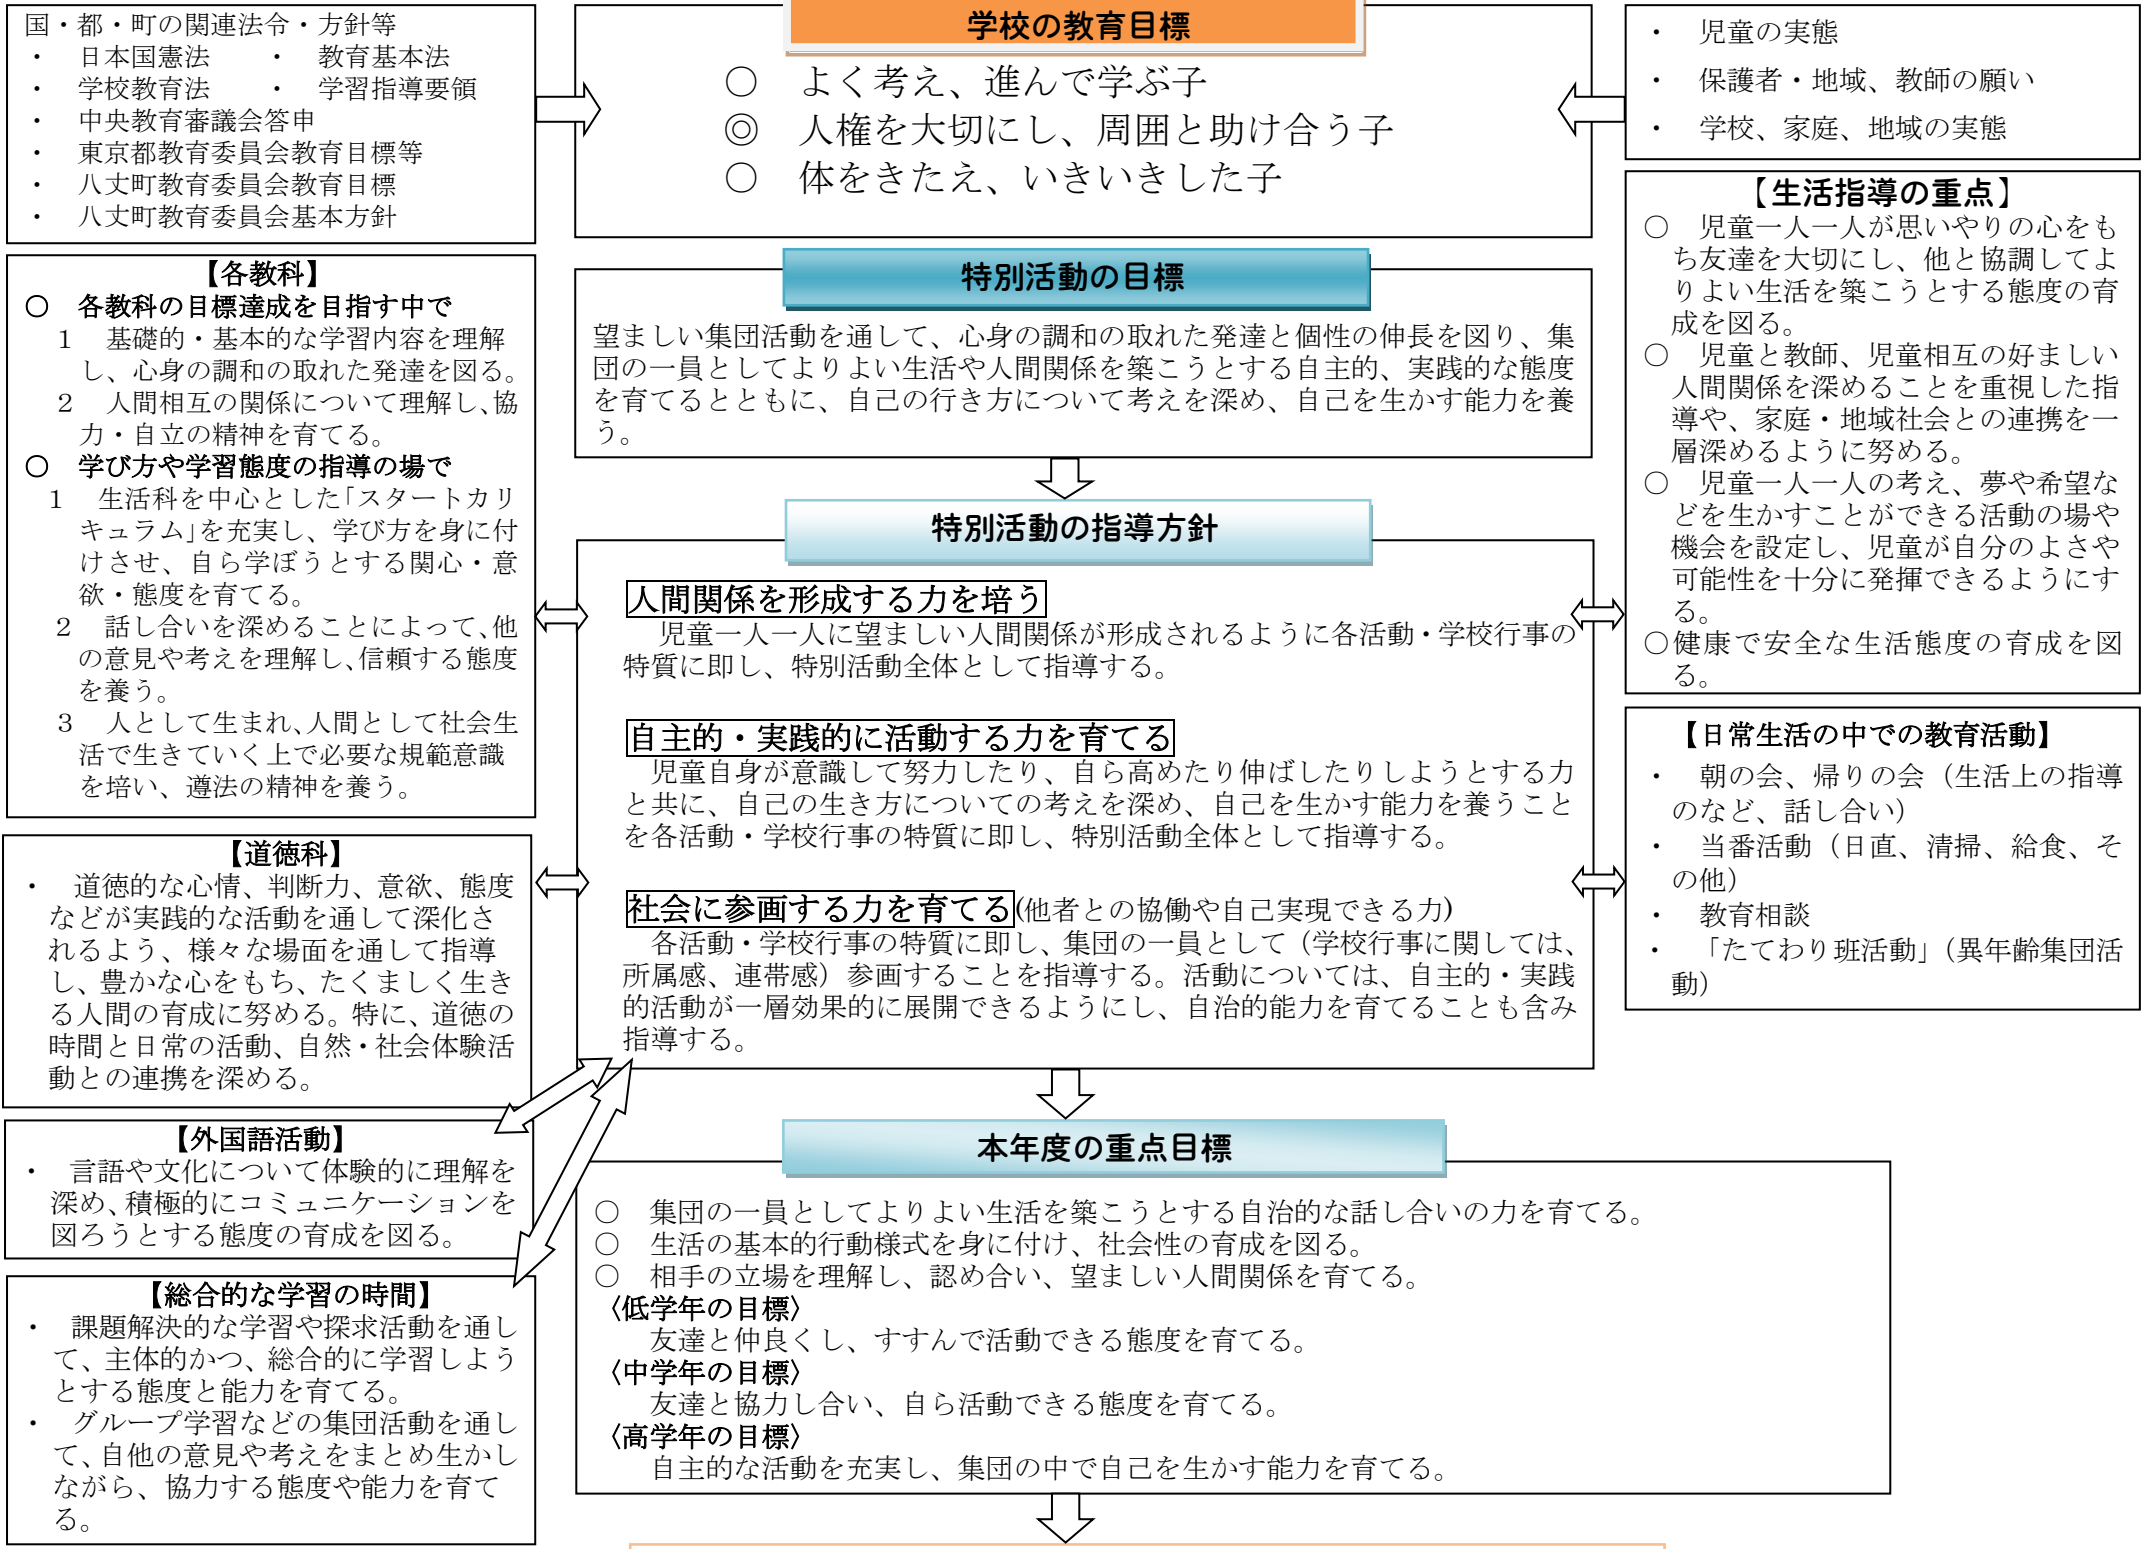 国・都・町の関連法令・方針等
・　日本国憲法　　・　教育基本法
・　学校教育法　　・　学習指導要領
・　中央教育審議会答申
・　東京都教育委員会教育目標等
・　八丈町教育委員会教育目標
・　八丈町教育委員会基本方針
学校の教育目標
○　よく考え、進んで学ぶ子
◎　人権を大切にし、周囲と助け合う子
○　体をきたえ、いきいきした子
・　児童の実態
・　保護者・地域、教師の願い
・　学校、家庭、地域の実態
【各教科】
○　各教科の目標達成を目指す中で
１　基礎的・基本的な学習内容を理解
し、心身の調和の取れた発達を図る。
２　人間相互の関係について理解し、協
力・自立の精神を育てる。
○　学び方や学習態度の指導の場で
１　生活科を中心とした「スタートカリ
キュラム」を充実し、学び方を身に付
けさせ、自ら学ぼうとする関心・意
欲・態度を育てる。
２　話し合いを深めることによって、他
の意見や考えを理解し、信頼する態度
を養う。
３　人として生まれ、人間として社会生
活で生きていく上で必要な規範意識
を培い、遵法の精神を養う。
【道徳科】
・　道徳的な心情、判断力、意欲、態度
などが実践的な活動を通して深化さ
れるよう、様々な場面を通して指導
し、豊かな心をもち、たくましく生き
る人間の育成に努める。特に、道徳の
時間と日常の活動、自然・社会体験活
動との連携を深める。
【外国語活動】
・　言語や文化について体験的に理解を
深め、積極的にコミュニケーションを
図ろうとする態度の育成を図る。
【総合的な学習の時間】
・　課題解決的な学習や探求活動を通し
て、主体的かつ、総合的に学習しよう
とする態度と能力を育てる。
・　グループ学習などの集団活動を通し
て、自他の意見や考えをまとめ生かし
ながら、協力する態度や能力を育て
る。
特別活動の目標
望ましい集団活動を通して、心身の調和の取れた発達と個性の伸長を図り、集
団の一員としてよりよい生活や人間関係を築こうとする自主的、実践的な態度
を育てるとともに、自己の行き方について考えを深め、自己を生かす能力を養
う。
特別活動の指導方針
人間関係を形成する力を培う
児童一人一人に望ましい人間関係が形成されるように各活動・学校行事の
特質に即し、特別活動全体として指導する。
自主的・実践的に活動する力を育てる
児童自身が意識して努力したり、自ら高めたり伸ばしたりしようとする力
と共に、自己の生き方についての考えを深め、自己を生かす能力を養うこと
を各活動・学校行事の特質に即し、特別活動全体として指導する。
社会に参画する力を育てる(他者との協働や自己実現できる力)
各活動・学校行事の特質に即し、集団の一員として（学校行事に関しては、
所属感、連帯感）参画することを指導する。活動については、自主的・実践
的活動が一層効果的に展開できるようにし、自治的能力を育てることも含み
指導する。
本年度の重点目標
○　集団の一員としてよりよい生活を築こうとする自治的な話し合いの力を育てる。
○　生活の基本的行動様式を身に付け、社会性の育成を図る。
○　相手の立場を理解し、認め合い、望ましい人間関係を育てる。
〈低学年の目標〉
友達と仲良くし、すすんで活動できる態度を育てる。
〈中学年の目標〉
友達と協力し合い、自ら活動できる態度を育てる。
〈高学年の目標〉
自主的な活動を充実し、集団の中で自己を生かす能力を育てる。
【生活指導の重点】
○　児童一人一人が思いやりの心をも
ち友達を大切にし、他と協調してよ
りよい生活を築こうとする態度の育
成を図る。
○　児童と教師、児童相互の好ましい
人間関係を深めることを重視した指
導や、家庭・地域社会との連携を一
層深めるように努める。
○　児童一人一人の考え、夢や希望な
どを生かすことができる活動の場や
機会を設定し、児童が自分のよさや
可能性を十分に発揮できるようにす
る。
○健康で安全な生活態度の育成を図
る。
【日常生活の中での教育活動】
・　朝の会、帰りの会（生活上の指導
のなど、話し合い）
・　当番活動（日直、清掃、給食、そ
の他）
・　教育相談
・　「たてわり班活動」（異年齢集団活
動）